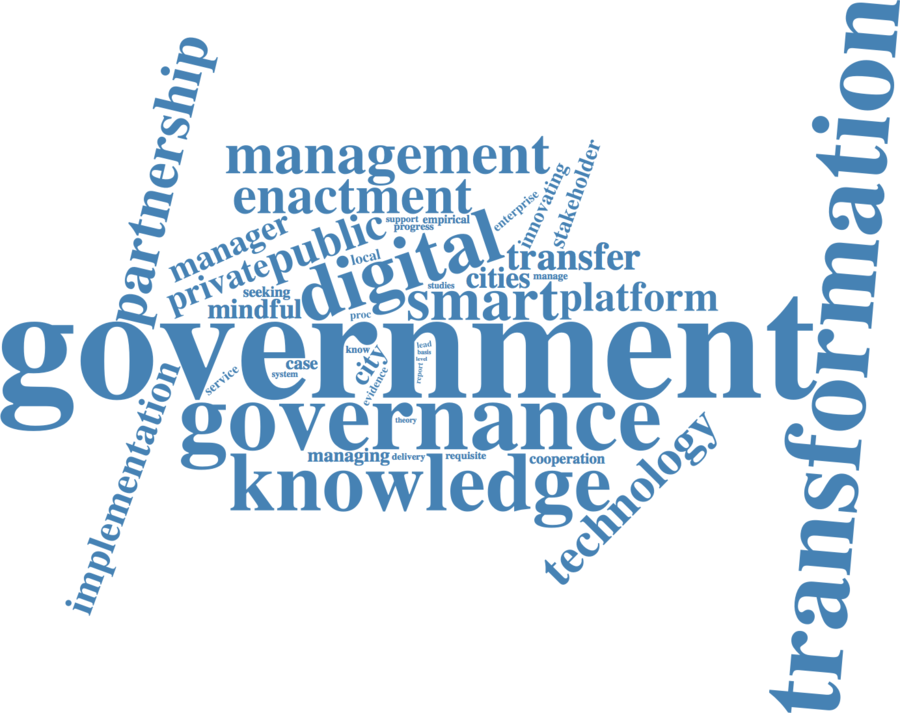 partnership
transformation
management
enactment
innovating
stakeholder
enterprise
support
empirical
progress
manager
public
private
local
digital
transfer
cities
manage
studies
seeking
mindful
smart
platform
proc
government
know
lead
basis
level
report
case
system
city
evidence
service
implementation
governance
theory
managing
delivery
requisite
cooperation
knowledge
technology